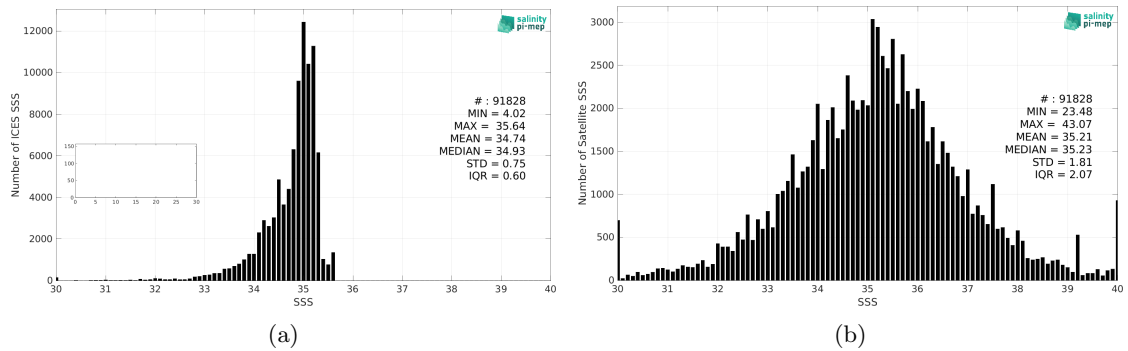 salinity
pi-mep
12000
10000
8000
6000
4000
2000
0
Number of ICES SSS
# : 91828
MIN = 4.02
MAX = 35.64
MEAN = 34.74
MEDIAN = 34.93
STD = 0.75
IQR = 0.60
150
100
50
0
0 5 10 15 20 25 30
30 32 33 34 35 36 37 38 39 40
SSS
(a)
salinity
pi-mep
3000
2500
2000
1500
1000
500
0
Number of Satellite SSS
# : 91828
MIN = 23.48
MAX = 43.07
MEAN = 35.21
MEDIAN = 35.23
STD = 1.81
IQR = 2.07
30 31 32 33 34 35 36 37 38 39 40
SSS
(b)